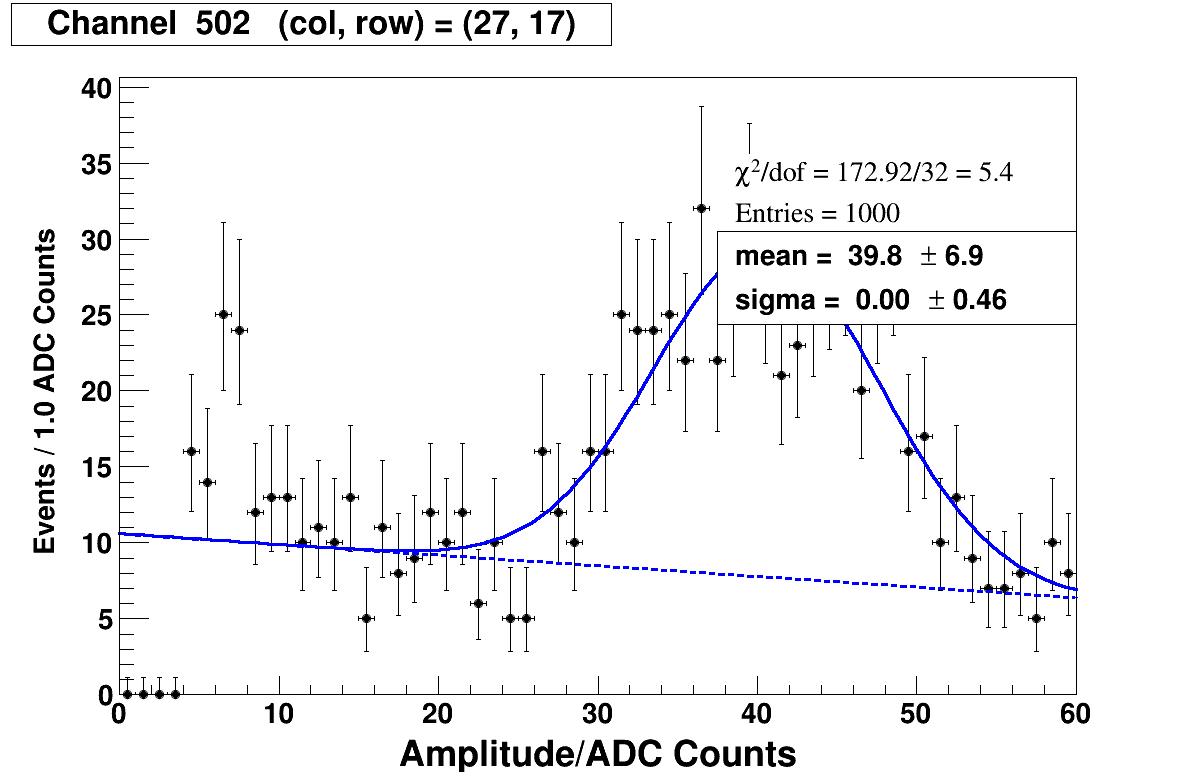 Channel 502 (col, row) = (27, 17)
40
35
30
25
20
15
10
5
0
Events / 1.0 ADC Counts
χ²/dof = 172.92/32 = 5.4
Entries = 1000
mean = 39.8 ± 6.9
sigma = 0.00 ± 0.46
0 10 20 30 40 50 60
Amplitude/ADC Counts